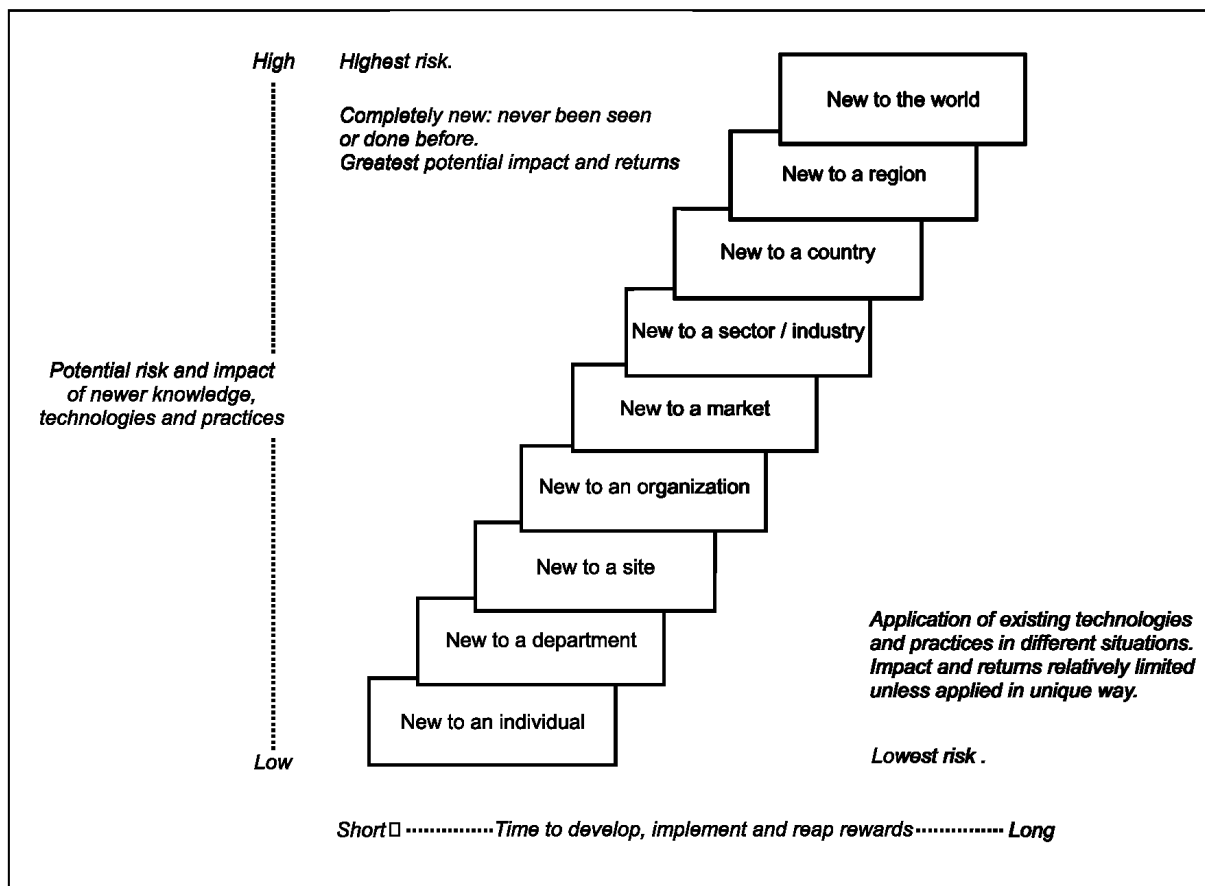 High
Highest risk.
Completely new: never been seen
or done before.
Greatest potential impact and returns
New to the world
New to a region
New to a country
New to a sector / industry
Potential risk and impact
of newer knowledge,
technologies and practices
New to a market
New to an organization
New to a site
New to a department
New to an individual
Application of existing technologies
and practices in different situations.
Impact and returns relatively limited
unless applied in unique way.
Lowest risk .
Low
Short □ ············ Time to develop, implement and reap rewards ············ Long